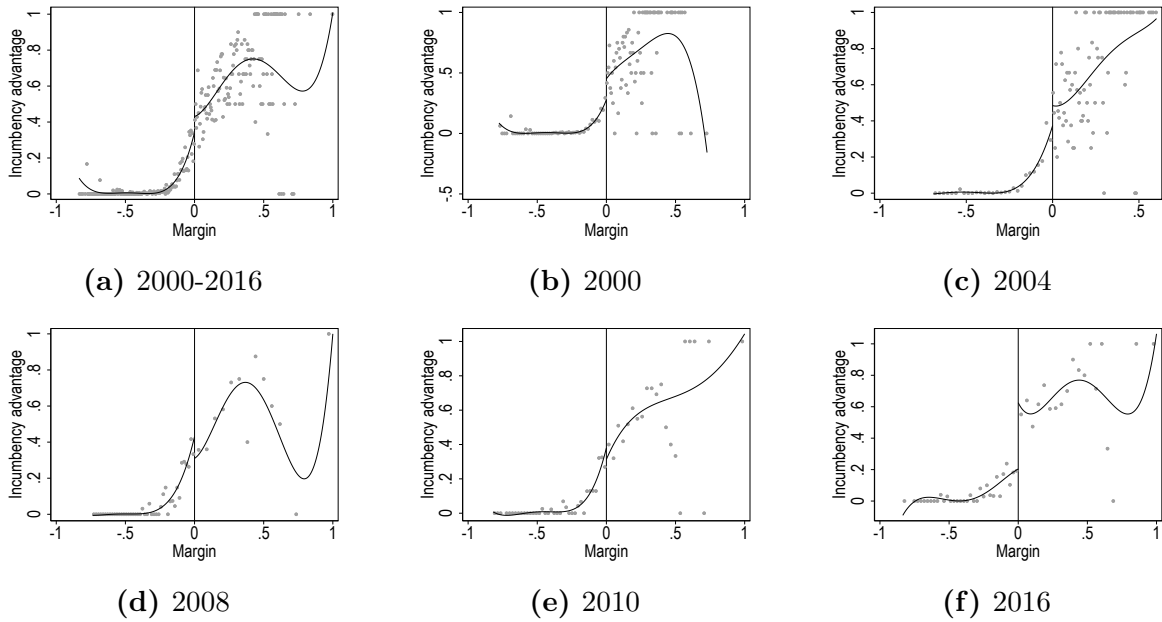 Incumbency advantage
0 .2 .4 .6 .8 1
-1 -.5 0 .5 1
Margin
(a) 2000-2016
Incumbency advantage
-.5 0 .5 1
-1 -.5 0 .5 1
Margin
(b) 2000
Incumbency advantage
0 .2 .4 .6 .8 1
-1 -.5 0 .5
Margin
(c) 2004
Incumbency advantage
0 .2 .4 .6 .8 1
-1 -.5 0 .5 1
Margin
(d) 2008
Incumbency advantage
0 .2 .4 .6 .8 1
-1 -.5 0 .5 1
Margin
(e) 2010
Incumbency advantage
0 .2 .4 .6 .8 1
-1 -.5 0 .5 1
Margin
(f) 2016